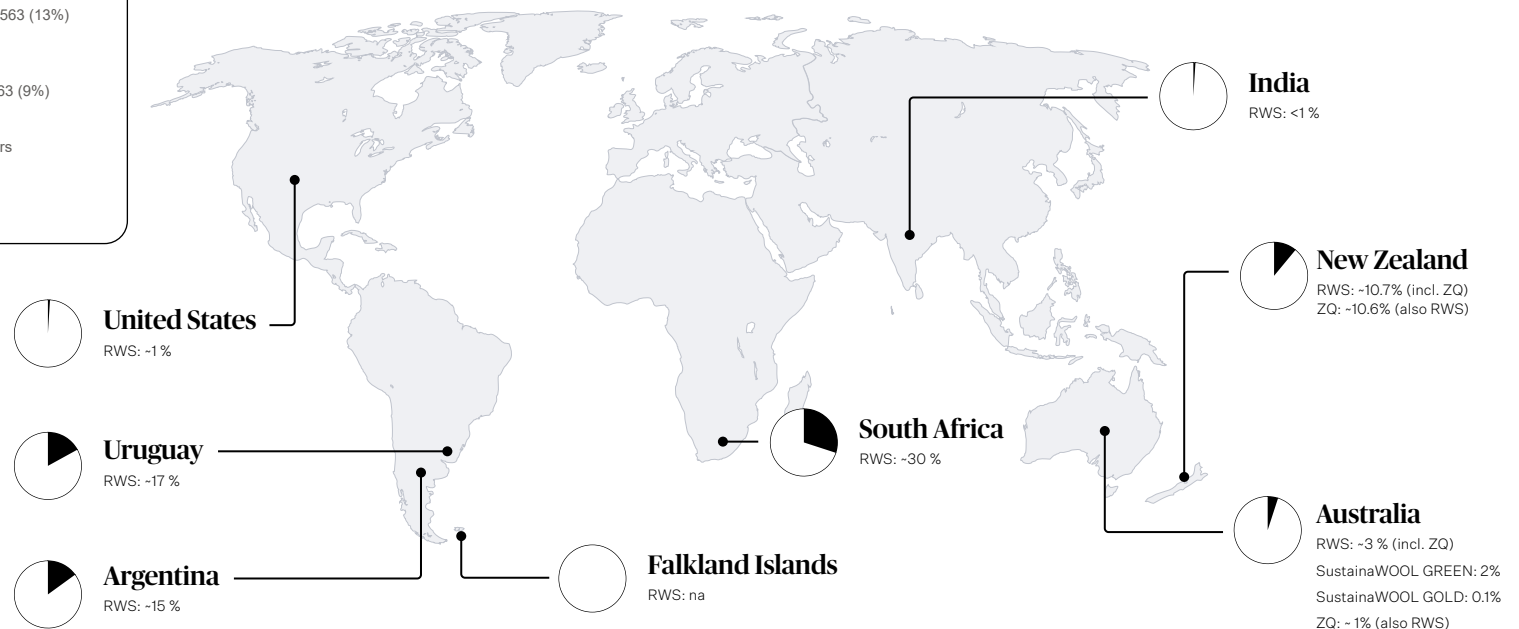 563 (13%)
63 (9%)
rs
India
RWS: <1 %
New Zealand
RWS: ~10.7% (incl. ZQ)
ZQ: ~10.6% (also RWS)
United States
RWS: ~1 %
South Africa
RWS: ~30 %
Uruguay
RWS: ~17 %
Australia
RWS: ~3 % (incl. ZQ)
SustainaWOOL GREEN: 2%
SustainaWOOL GOLD: 0.1%
ZQ: ~ 1% (also RWS)
Argentina
RWS: ~15 %
Falkland Islands
RWS: na